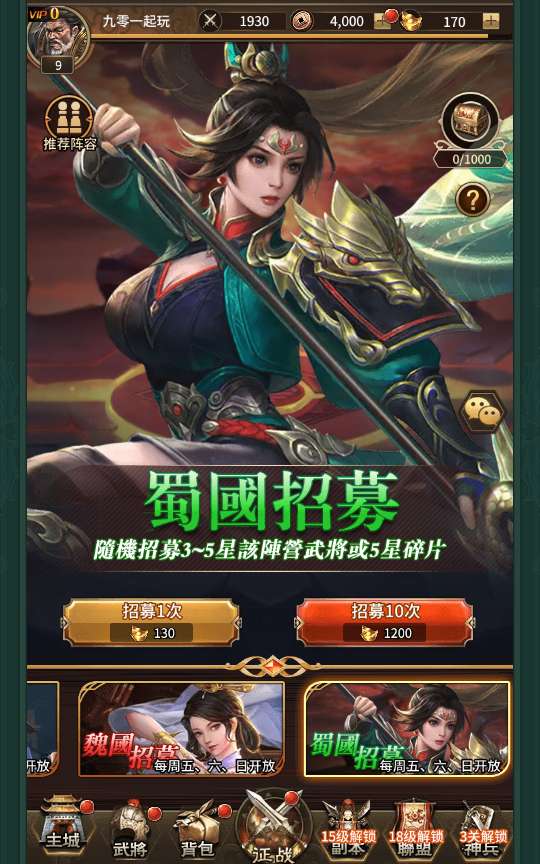 VIP 0
九零一起玩
1930
4,000
170
9
推荐阵容
0/1000
?
蜀國招募
隨機招募3~5星該陣營武將或5星碎片
招募1次
130
招募10次
1200
开放
魏國招募
每周五、六、日开放
蜀國招募
每周五、六、日开放
主城
武將
背包
征战
15级解锁
副本
18级解锁
聯盟
3关解锁
神兵